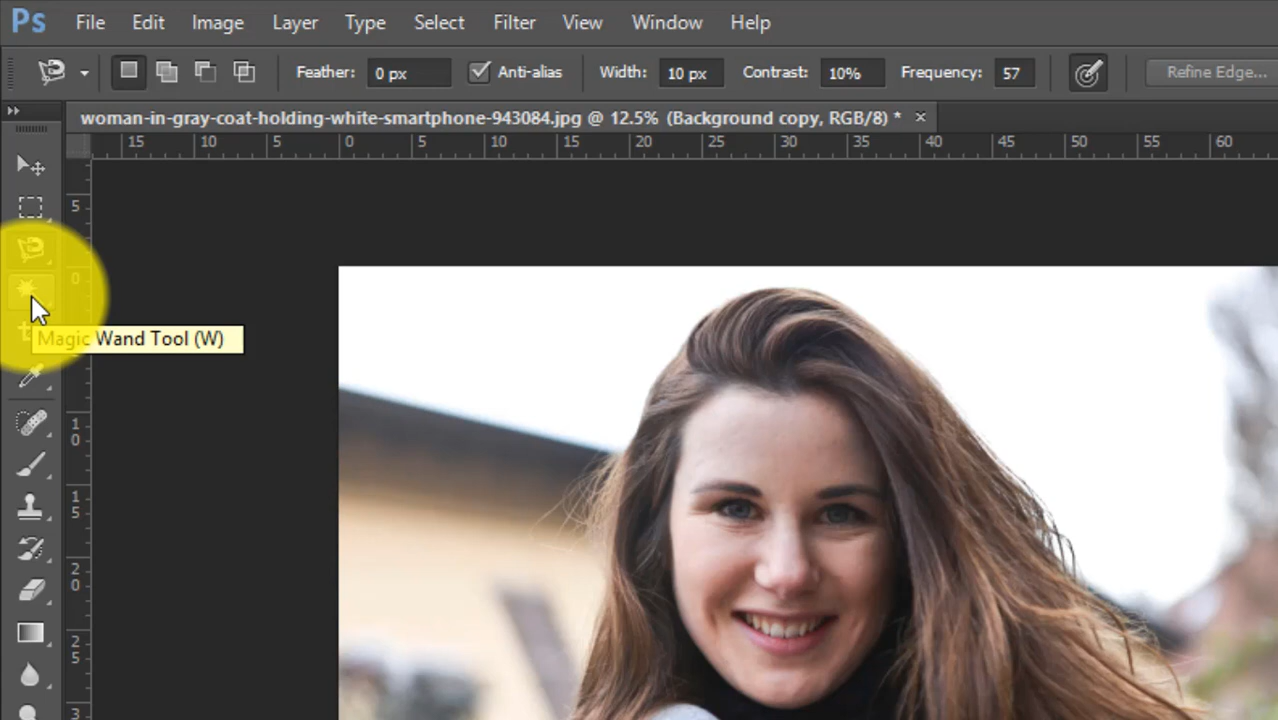 Ps File Edit Image Layer Type Select Filter View Window Help
Feather: 0 px Anti-alias Width: 10 px Contrast: 10% Frequency: 57 Refine Edge...
woman-in-gray-coat-holding-white-smartphone-943084.jpg @ 12.5% (Background copy, RGB/8) * ×
15 10 5 0 5 10 15 20 25 30 35 40 45 50 55 60
5
0
Magic Wand Tool (W)
1
0
1
5
2
0
2
5
3